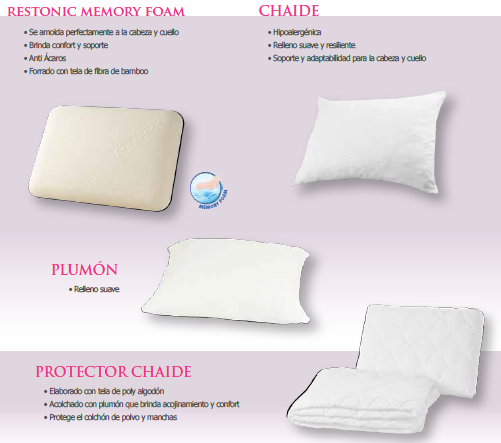 RESTONIC MEMORY FOAM
• Se amolda perfectamente a la cabeza y cuello
• Brinda confort y soporte
• Anti Ácaros
• Forrado con tela de fibra de bamboo
CHAIDE
• Hipoalergénica
• Relleno suave y resiliente
• Soporte y adaptabilidad para la cabeza y cuello
MEMORY FOAM
PLUMÓN
• Relleno suave
PROTECTOR CHAIDE
• Elaborado con tela de poly algodón
• Acolchado con plumón que brinda acojinamiento y confort
• Protege el colchón de polvo y manchas